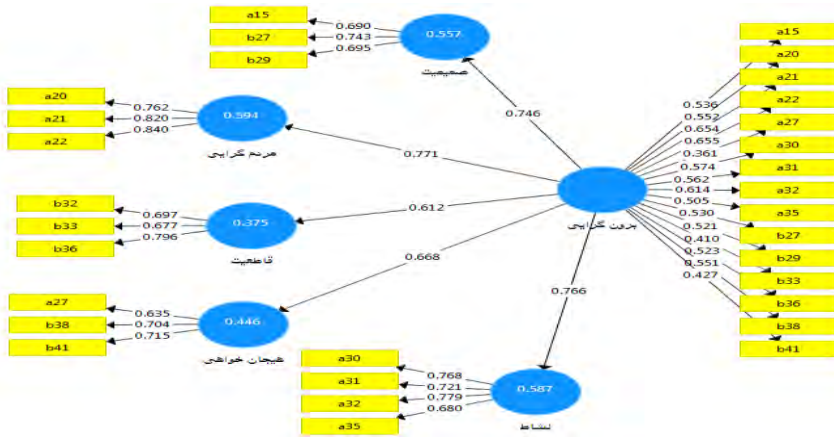 a15
b27
b29
0.690
0.743
0.695
0.557
صمیمیت
0.746
a20
a21
a22
0.762
0.820
0.840
0.594
مردم گرایی
0.771
b32
b33
b36
0.697
0.677
0.796
0.375
قاطعیت
0.612
a27
b38
b41
0.635
0.704
0.715
0.446
هیجان خواهی
0.668
a30
a31
a32
a35
0.768
0.721
0.779
0.680
0.587
نشاط
0.766
برون گرایی
0.536
0.552
0.654
0.655
0.361
0.574
0.562
0.614
0.505
0.530
0.521
0.410
0.523
0.551
0.427
a15
a20
a21
a22
a27
a30
a31
a32
a35
b27
b29
b33
b36
b38
b41